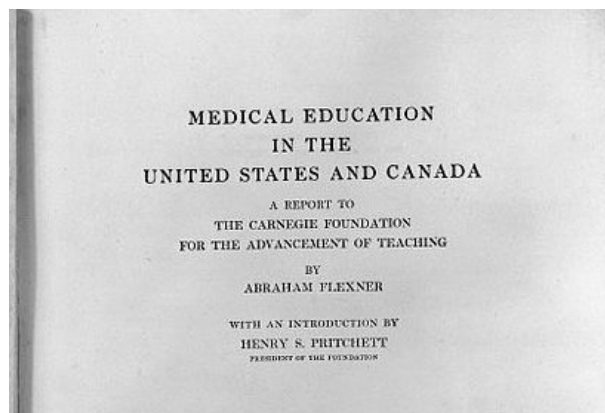 MEDICAL EDUCATION
IN THE
UNITED STATES AND CANADA
A REPORT TO
THE CARNEGIE FOUNDATION
FOR THE ADVANCEMENT OF TEACHING
BY
ABRAHAM FLEXNER
WITH AN INTRODUCTION BY
HENRY S. PRITCHETT
PRESIDENT OF THE FOUNDATION